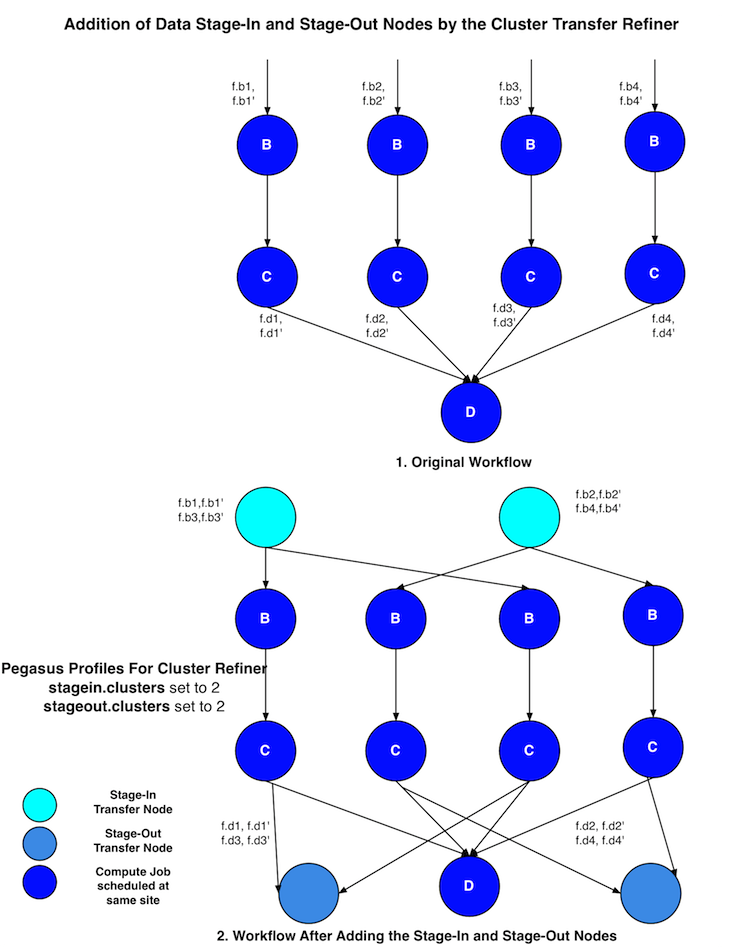 Addition of Data Stage-In and Stage-Out Nodes by the Cluster Transfer Refiner
f.b1,
f.b1'
f.b2,
f.b2'
f.b3,
f.b3'
f.b4,
f.b4'
B
B
B
B
C
C
C
C
f.d1,
f.d1'
f.d2,
f.d2'
f.d3,
f.d3'
f.d4,
f.d4'
D
1. Original Workflow
f.b1,f.b1'
f.b3,f.b3'
f.b2,f.b2'
f.b4,f.b4'
B
B
B
B
Pegasus Profiles For Cluster Refiner
stagein.clusters set to 2
stageout.clusters set to 2
C
C
C
C
Stage-In
Transfer Node
Stage-Out
Transfer Node
Compute Job
scheduled at
same site
f.d1, f.d1'
f.d3, f.d3'
f.d2, f.d2'
f.d4, f.d4'
D
2. Workflow After Adding the Stage-In and Stage-Out Nodes